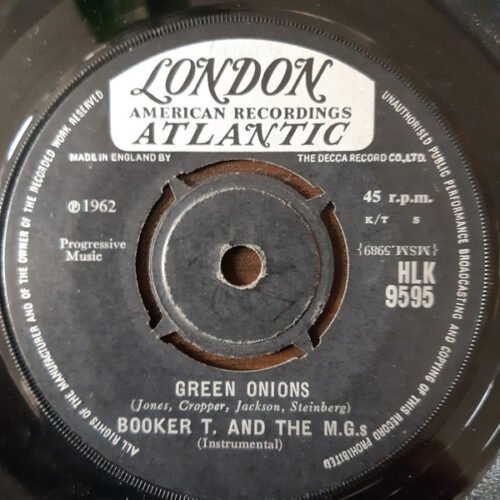 LONDON
AMERICAN RECORDINGS
ATLANTIC
MADE IN ENGLAND BY THE DECCA RECORD CO., LTD.
℗ 1962
45 r.p.m.
K/T S
Progressive
Music
{MSM.5989}
HLK
9595
GREEN ONIONS
(Jones, Cropper, Jackson, Steinberg)
BOOKER T. AND THE M.G.s
(Instrumental)
ALL RIGHTS OF THE MANUFACTURER AND OF THE OWNER OF THE RECORDED WORK RESERVED
UNAUTHORISED PUBLIC PERFORMANCE BROADCASTING AND COPYING OF THIS RECORD PROHIBITED